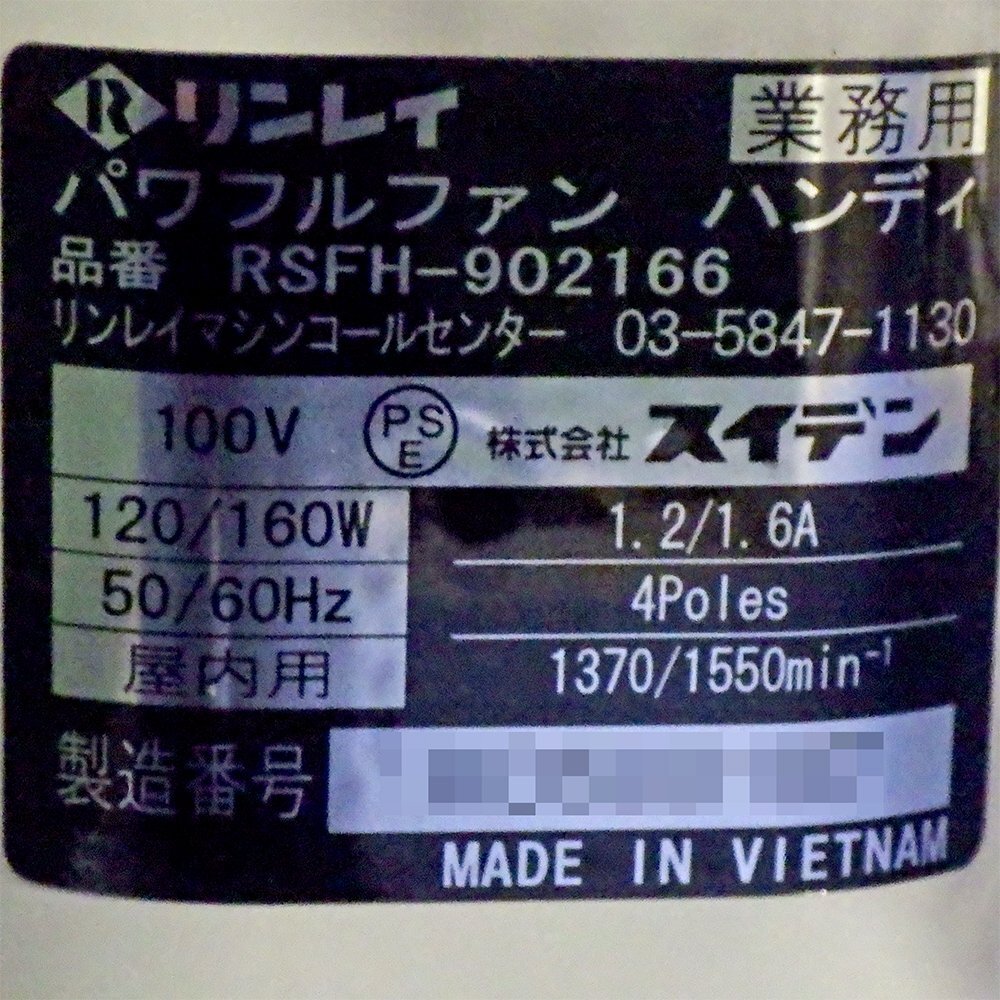 R リンレイ 業務用
パワフルファン ハンディ
品番 RSFH-902166
リンレイマシンコールセンター 03-5847-1130
100V PSE 株式会社 スイデン
120/160W 1.2/1.6A
50/60Hz 4Poles
屋内用 1370/1550min⁻¹
製造番号
MADE IN VIETNAM